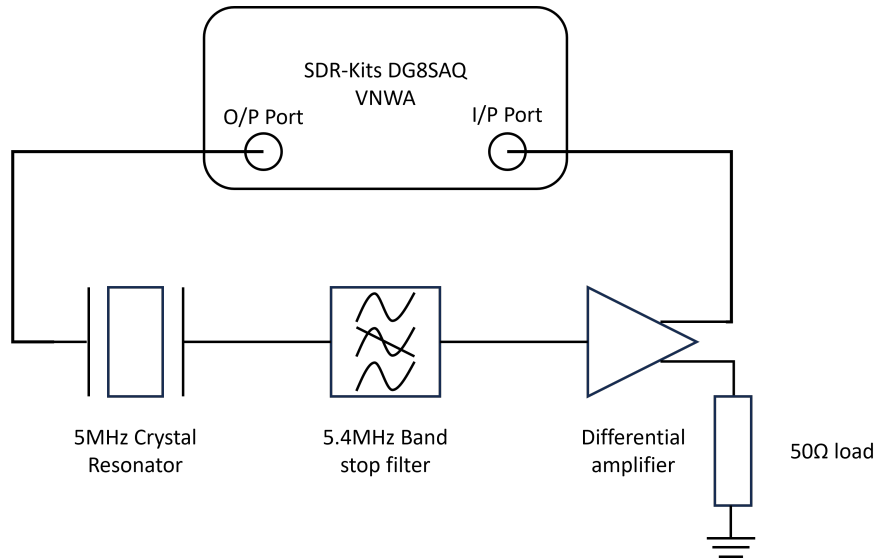 SDR-Kits DG8SAQ
VNWA
O/P Port
I/P Port
5MHz Crystal
Resonator
5.4MHz Band
stop filter
Differential
amplifier
50Ω load